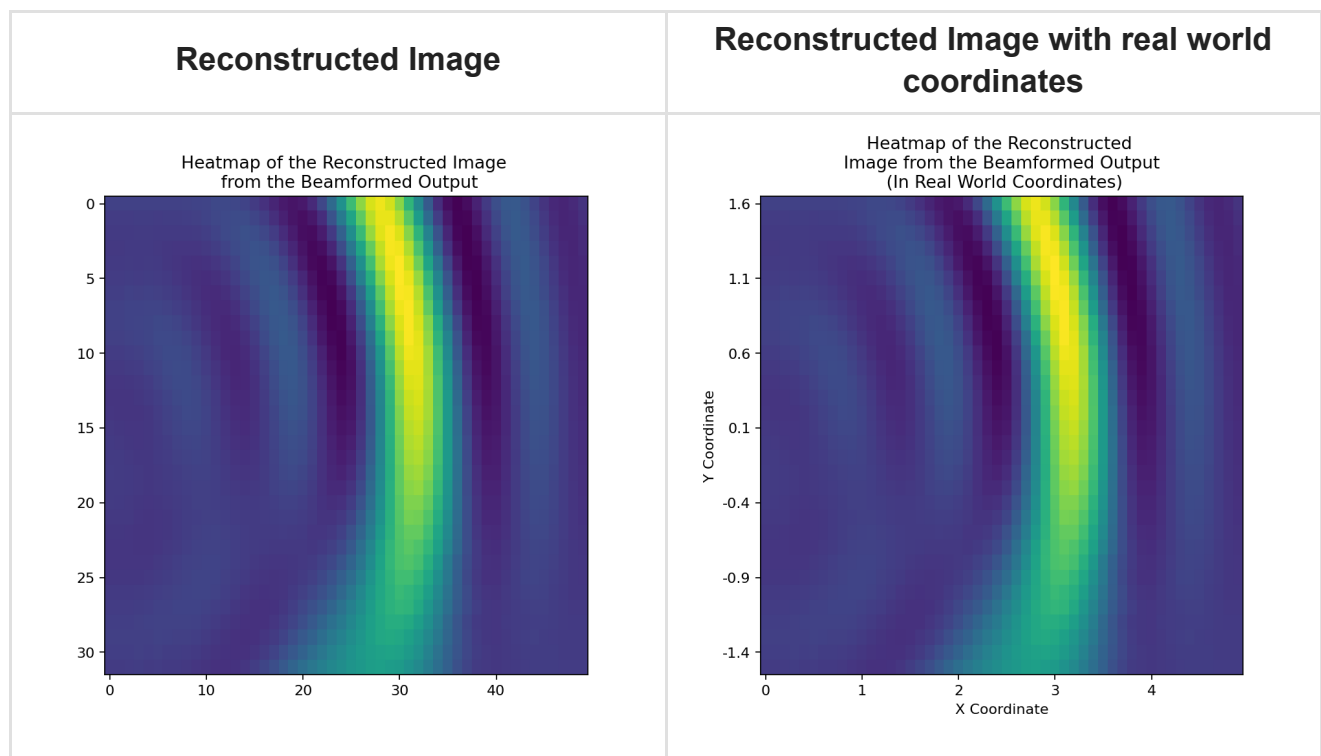 Reconstructed Image
Reconstructed Image with real world
coordinates
Heatmap of the Reconstructed Image
from the Beamformed Output
0
5
10
15
20
25
30
0 10 20 30 40
Heatmap of the Reconstructed
Image from the Beamformed Output
(In Real World Coordinates)
Y Coordinate
1.6
1.1
0.6
0.1
-0.4
-0.9
-1.4
0 1 2 3 4
X Coordinate